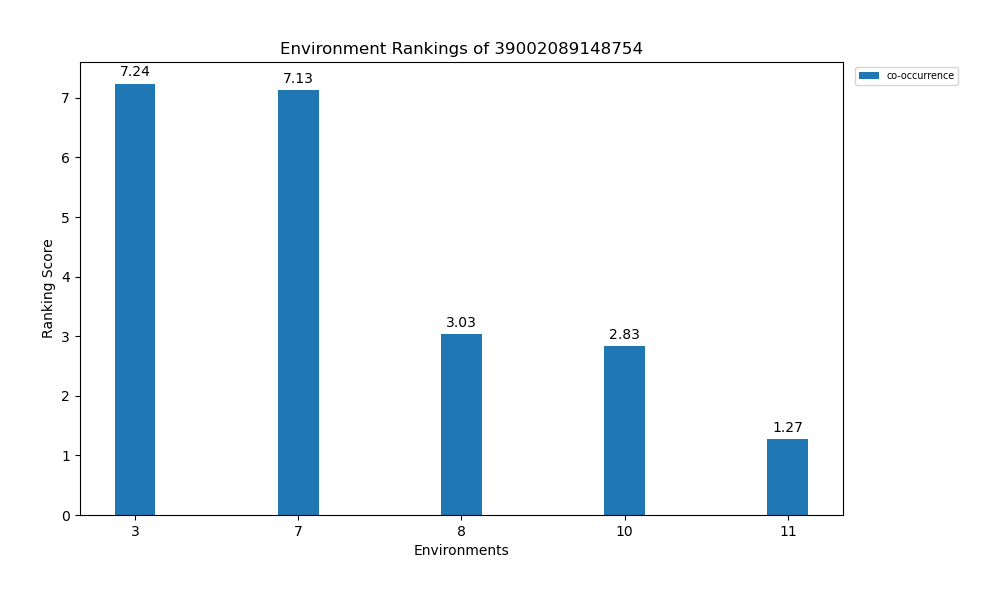 Environment Rankings of 39002089148754
co-occurrence
Ranking Score
7
6
5
4
3
2
1
0
7.24
7.13
3.03
2.83
1.27
3 7 8 10 11
Environments